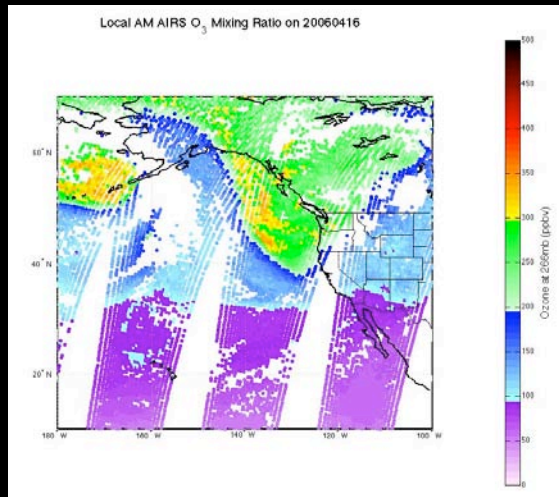 Local AM AIRS O3 Mixing Ratio on 20060416
60° N
40° N
20° N
180° W
160° W
140° W
120° W
100° W
500
450
400
350
300
250
200
150
100
50
0
Ozone at 266mb (ppbv)